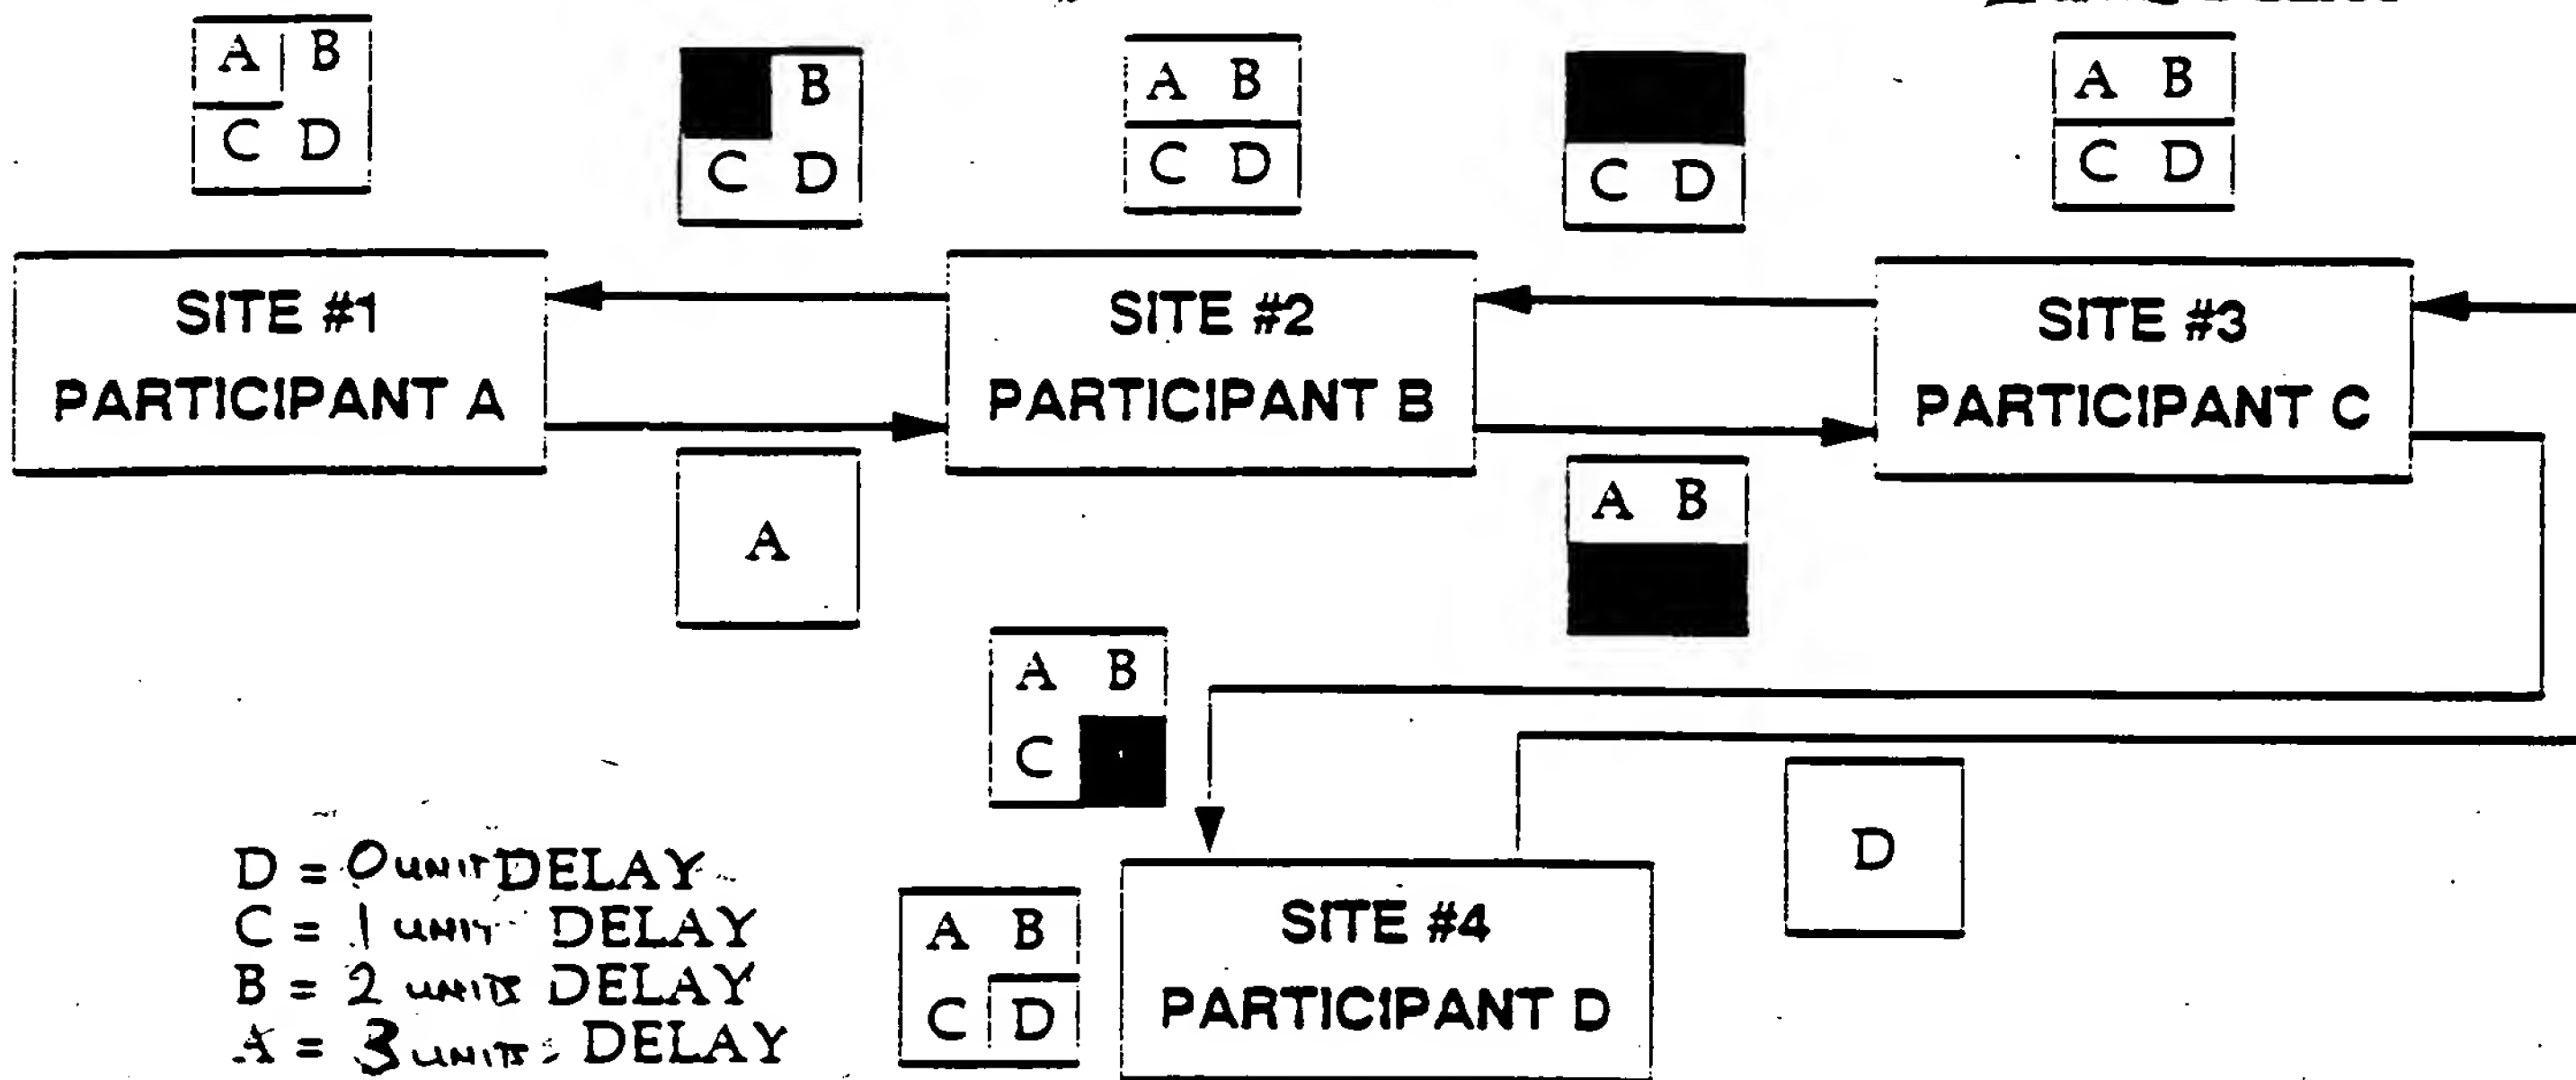 A B
C D
B
C D
A B
C D
C D
A B
C D
SITE #1
PARTICIPANT A
SITE #2
PARTICIPANT B
SITE #3
PARTICIPANT C
A
A B
A B
C
D
D = 0 UNIT DELAY
C = 1 UNIT DELAY
B = 2 UNITS DELAY
A = 3 UNITS DELAY
A B
C D
SITE #4
PARTICIPANT D